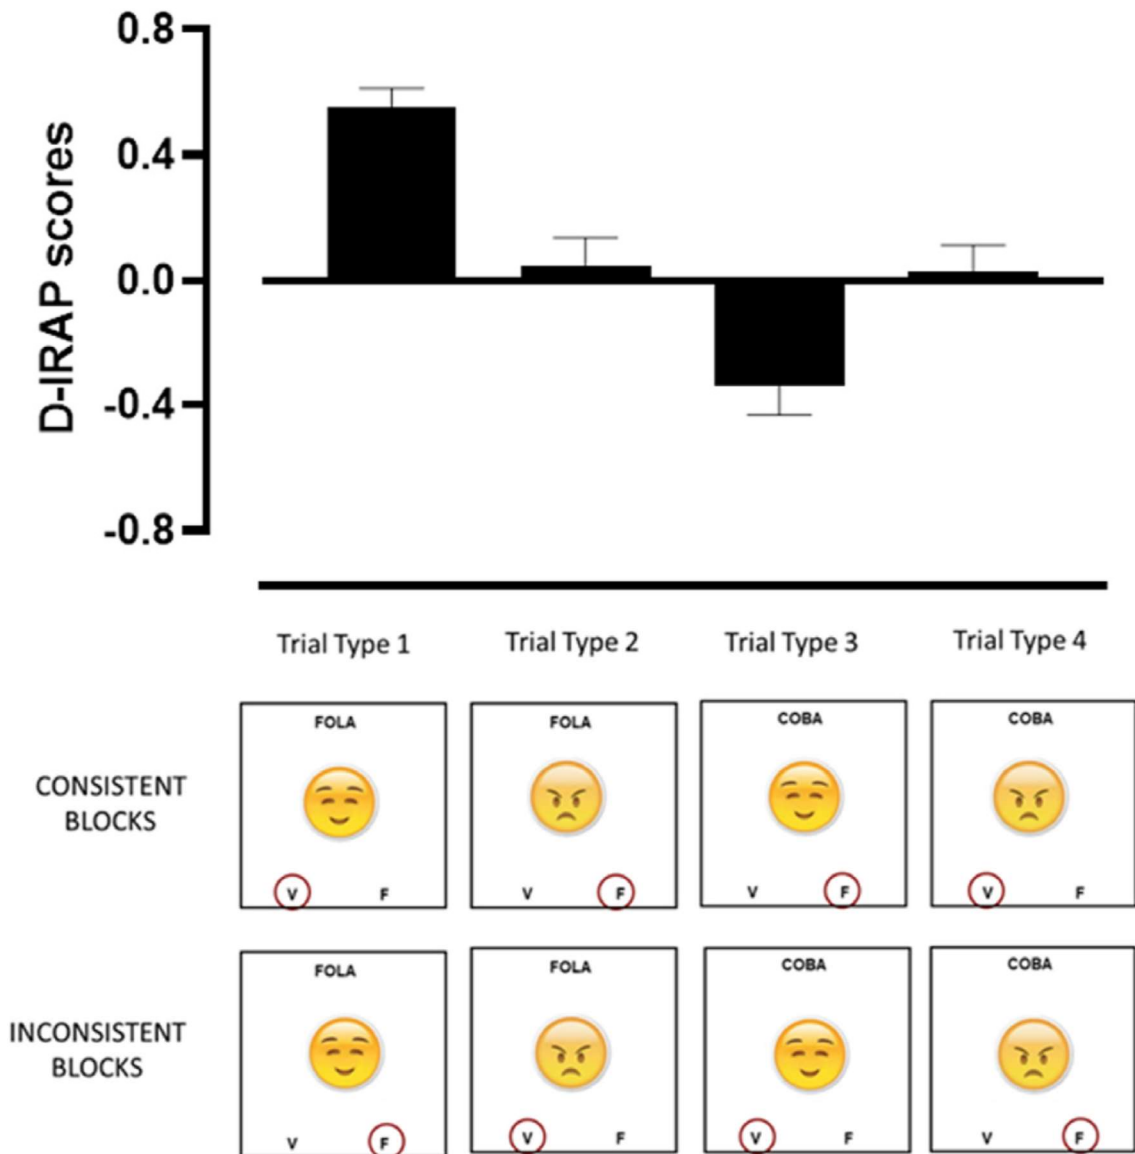 0.8
0.4
0.0
-0.4
-0.8
D-IRAP scores
Trial Type 1 Trial Type 2 Trial Type 3 Trial Type 4
CONSISTENT
BLOCKS
FOLA FOLA COBA COBA
V F V F V F V F
INCONSISTENT
BLOCKS
FOLA FOLA COBA COBA
V F V F V F V F